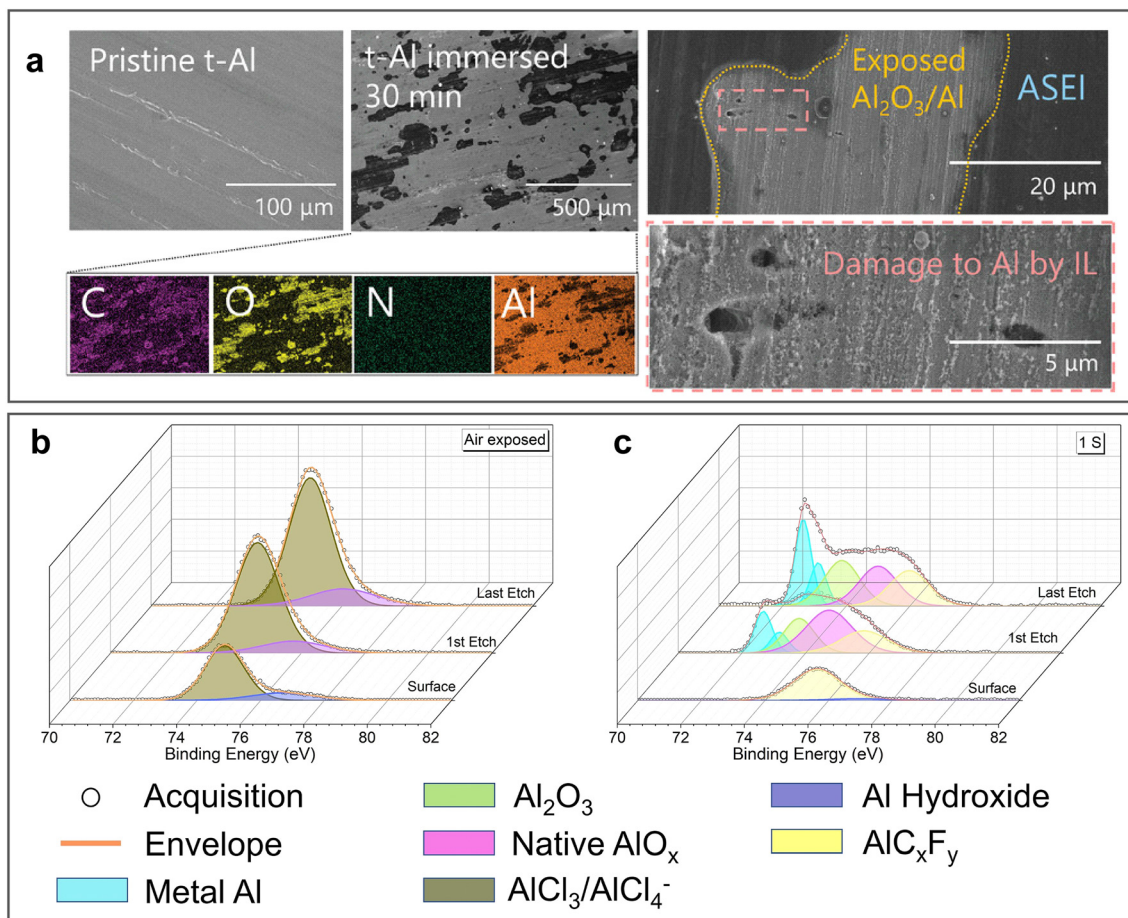 a
Pristine t-Al
100 μm
t-Al immersed
30 min
500 μm
Exposed
Al₂O₃/Al
ASEI
20 μm
C
O
N
Al
Damage to Al by IL
5 μm
b
Air exposed
Last Etch
1st Etch
Surface
70 72 74 76 78 80 82
Binding Energy (eV)
c
1 S
Last Etch
1st Etch
Surface
70 72 74 76 78 80 82
Binding Energy (eV)
Acquisition
Envelope
Metal Al
Al₂O₃
Native AlOₓ
AlCl₃/AlCl₄⁻
Al Hydroxide
AlCₓFᵧ